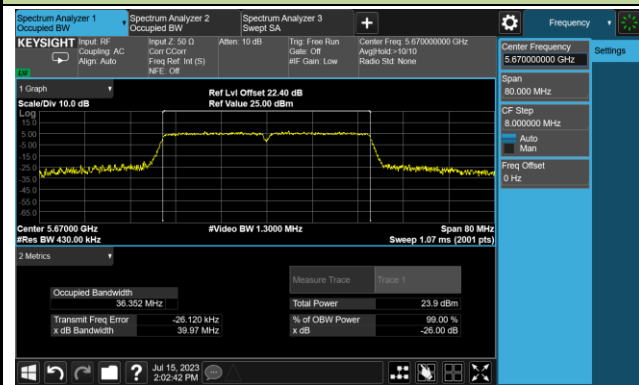 Spectrum Analyzer 1
Occupied BW
Spectrum Analyzer 2
Occupied BW
Spectrum Analyzer 3
Swept SA
Frequency
KEYSIGHT
Input: RF
Coupling: AC
Align: Auto
Input Z: 50 Ω
Corr CCorr
Freq Ref: Int (S)
NFE: Off
Atten: 10 dB
Trig: Free Run
Gate: Off
#IF Gain: Low
Center Freq: 5.670000000 GHz
Avg|Hold:>10/10
Radio Std: None
LW
1 Graph
Scale/Div 10.0 dB
Log
Ref Lvl Offset 22.40 dB
Ref Value 25.00 dBm
15.0
5.00
-5.00
-15.0
-25.0
-35.0
-45.0
-55.0
-65.0
Center 5.67000 GHz
#Res BW 430.00 kHz
#Video BW 1.3000 MHz
Span 80 MHz
Sweep 1.07 ms (2001 pts)
2 Metrics
Measure Trace Trace 1
Occupied Bandwidth
36.352 MHz
Total Power 23.9 dBm
Transmit Freq Error -26.120 kHz
% of OBW Power 99.00 %
x dB Bandwidth 39.97 MHz
x dB -26.00 dB
Center Frequency
5.670000000 GHz
Settings
Span
80.000 MHz
CF Step
8.000000 MHz
Auto
Man
Freq Offset
0 Hz
Jul 15, 2023
2:02:42 PM